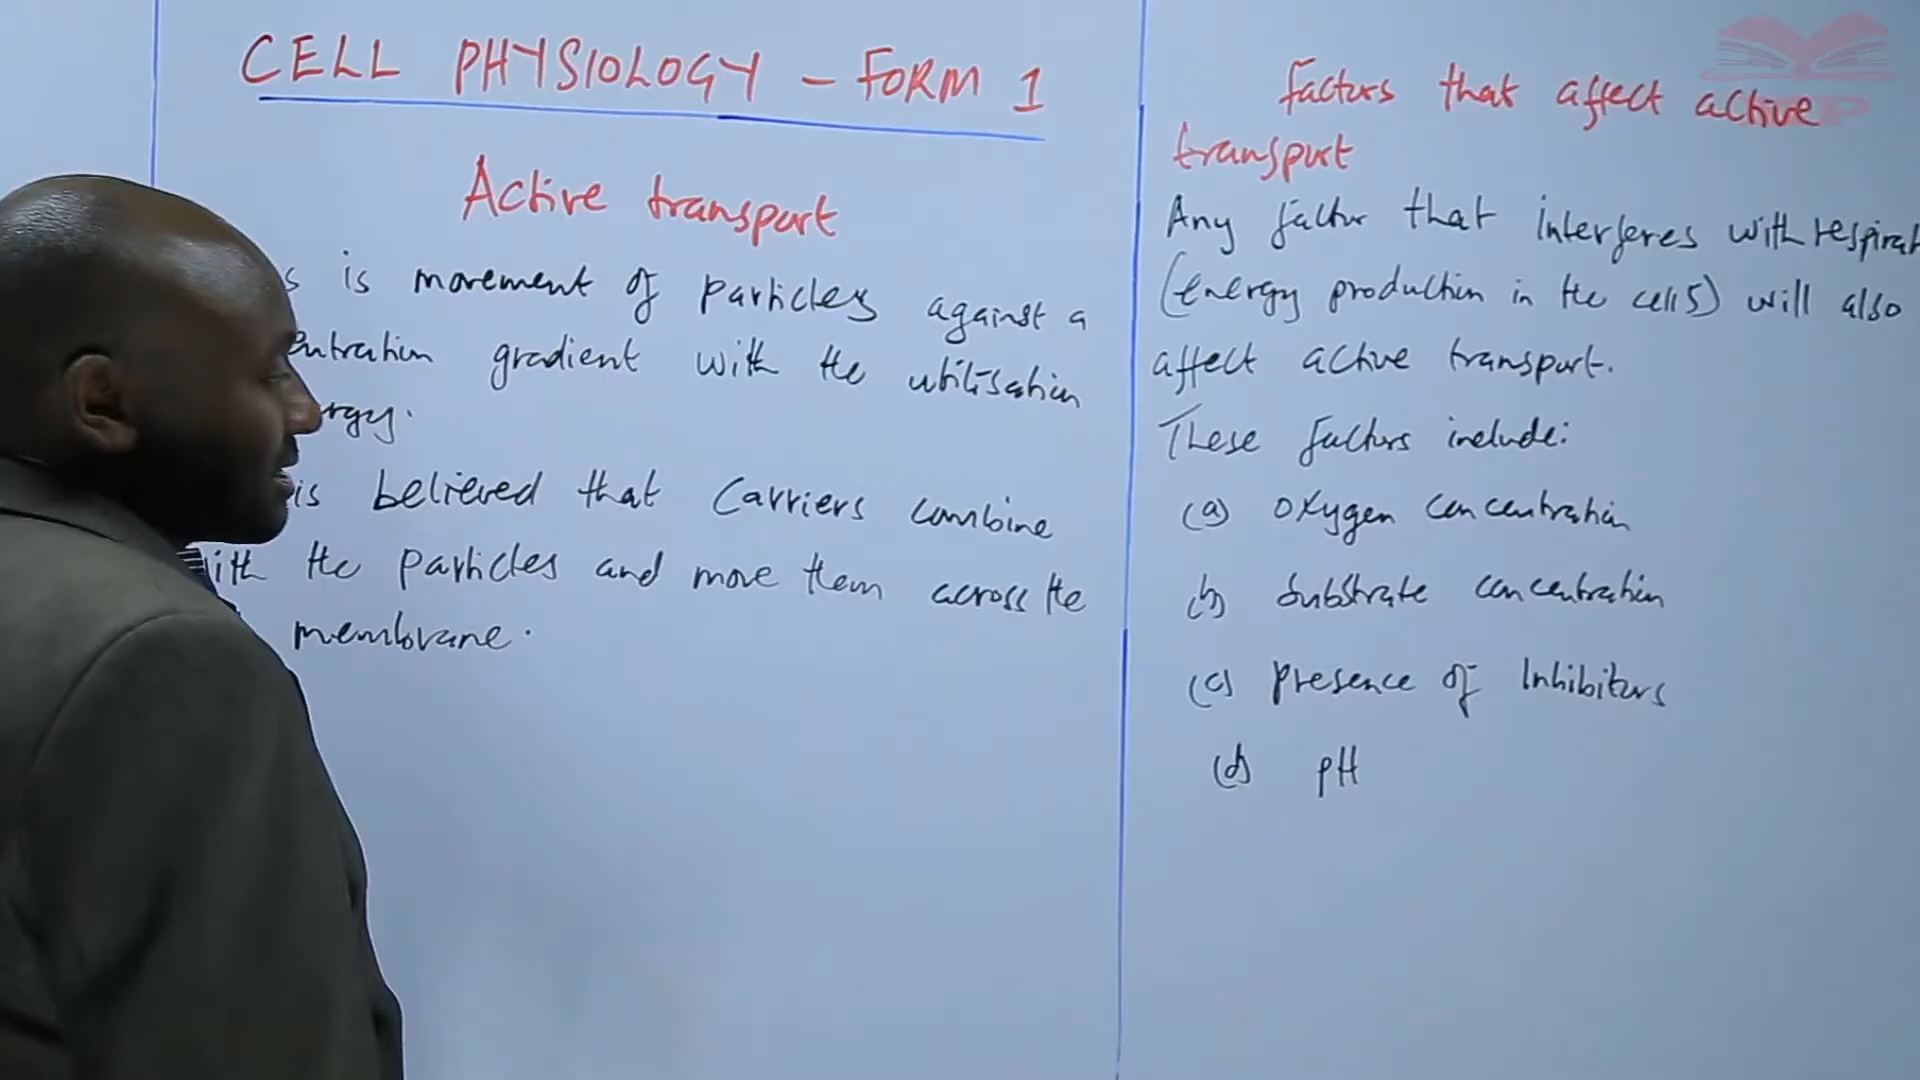 CELL PHYSIOLOGY - FORM 1
Active transport
s is movement of particles against a
entration gradient with the utilisation
rgy.
is believed that Carriers combine
with the particles and move them across the
membrane.
Factors that affect active
transport
Any factor that interferes with respirat
(energy production in the cells) will also
affect active transport.
These factors include:
(a) Oxygen concentration
(b) Substrate concentration
(c) presence of Inhibitors
(d) pH